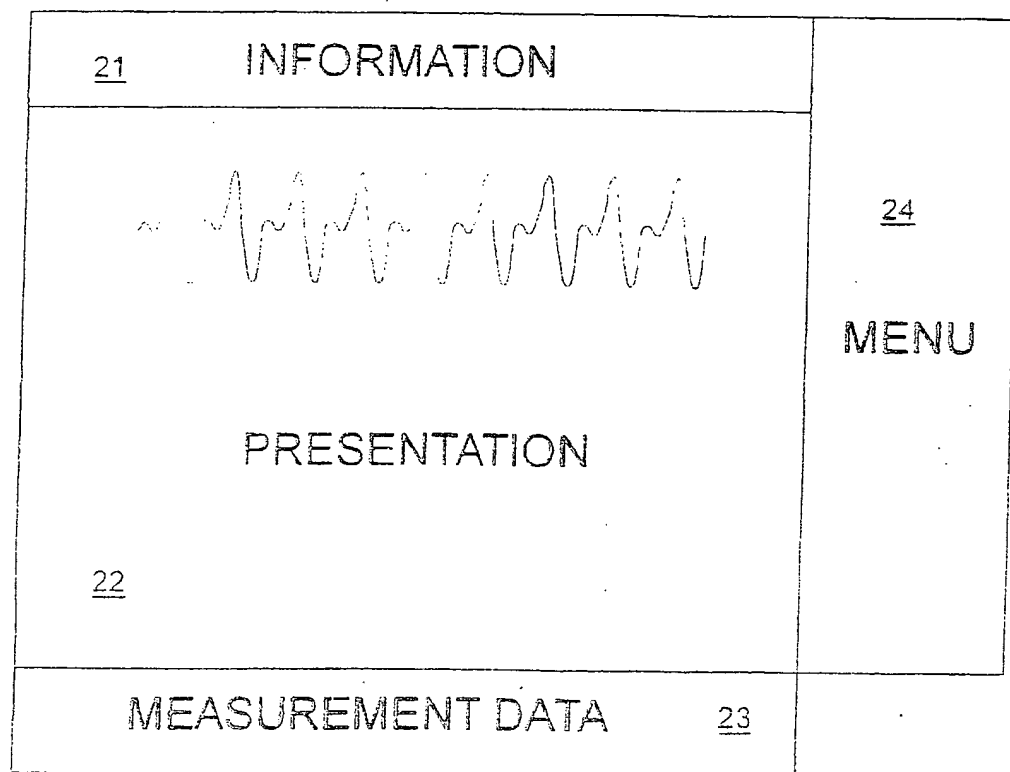 21 INFORMATION
24
MENU
PRESENTATION
22
MEASUREMENT DATA 23